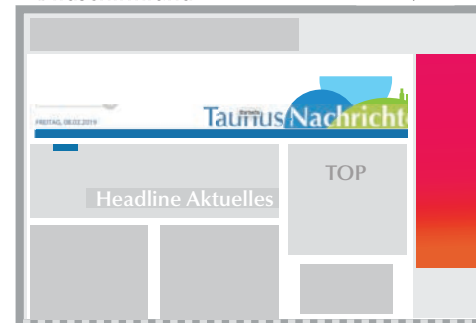 FREITAG, 08.02.2019
Taunus Nachricht
TOP
Headline Aktuelles